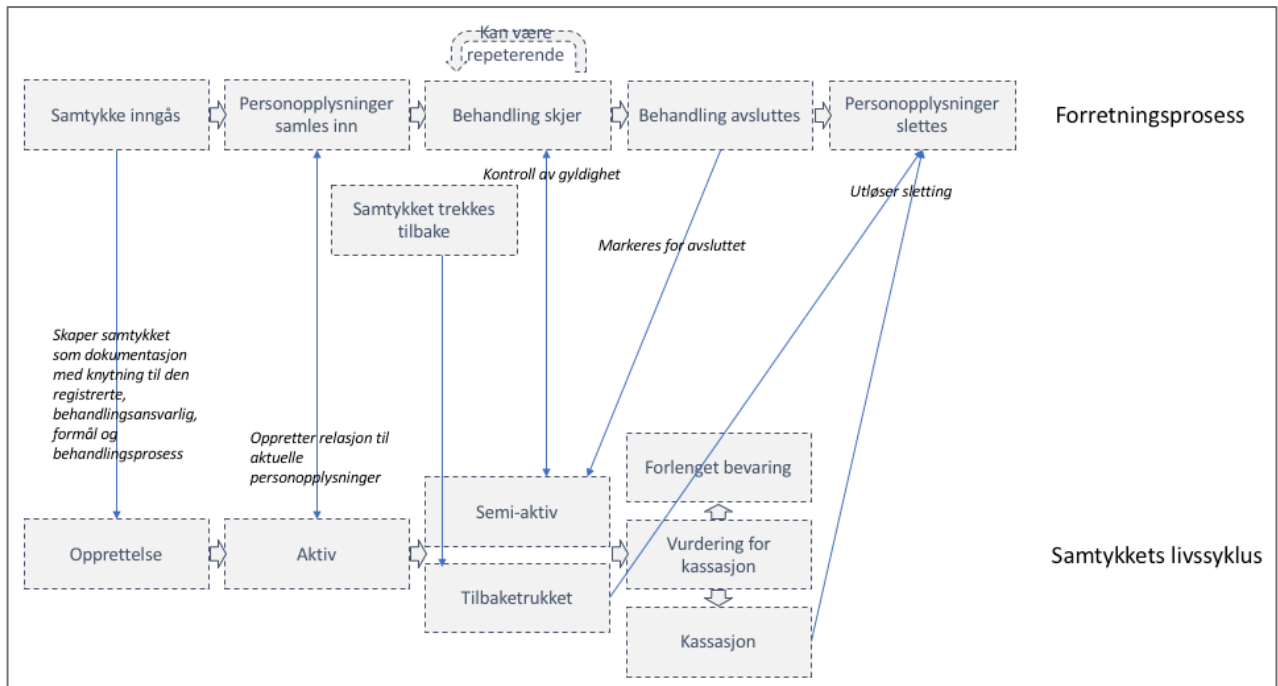 Kan være
repeterende
Samtykke inngås
Personopplysninger
samles inn
Behandling skjer
Behandling avsluttes
Personopplysninger
slettes
Forretningsprosess
Kontroll av gyldighet
Utløser sletting
Samtykket trekkes
tilbake
Markeres for avsluttet
Skaper samtykket
som dokumentasjon
med knytning til den
registrerte,
behandlingsansvarlig,
formål og
behandlingsprosess
Oppretter relasjon til
aktuelle
personopplysninger
Forlenget bevaring
Semi-aktiv
Opprettelse
Aktiv
Vurdering for
kassasjon
Samtykkets livssyklus
Tilbaketrukket
Kassasjon